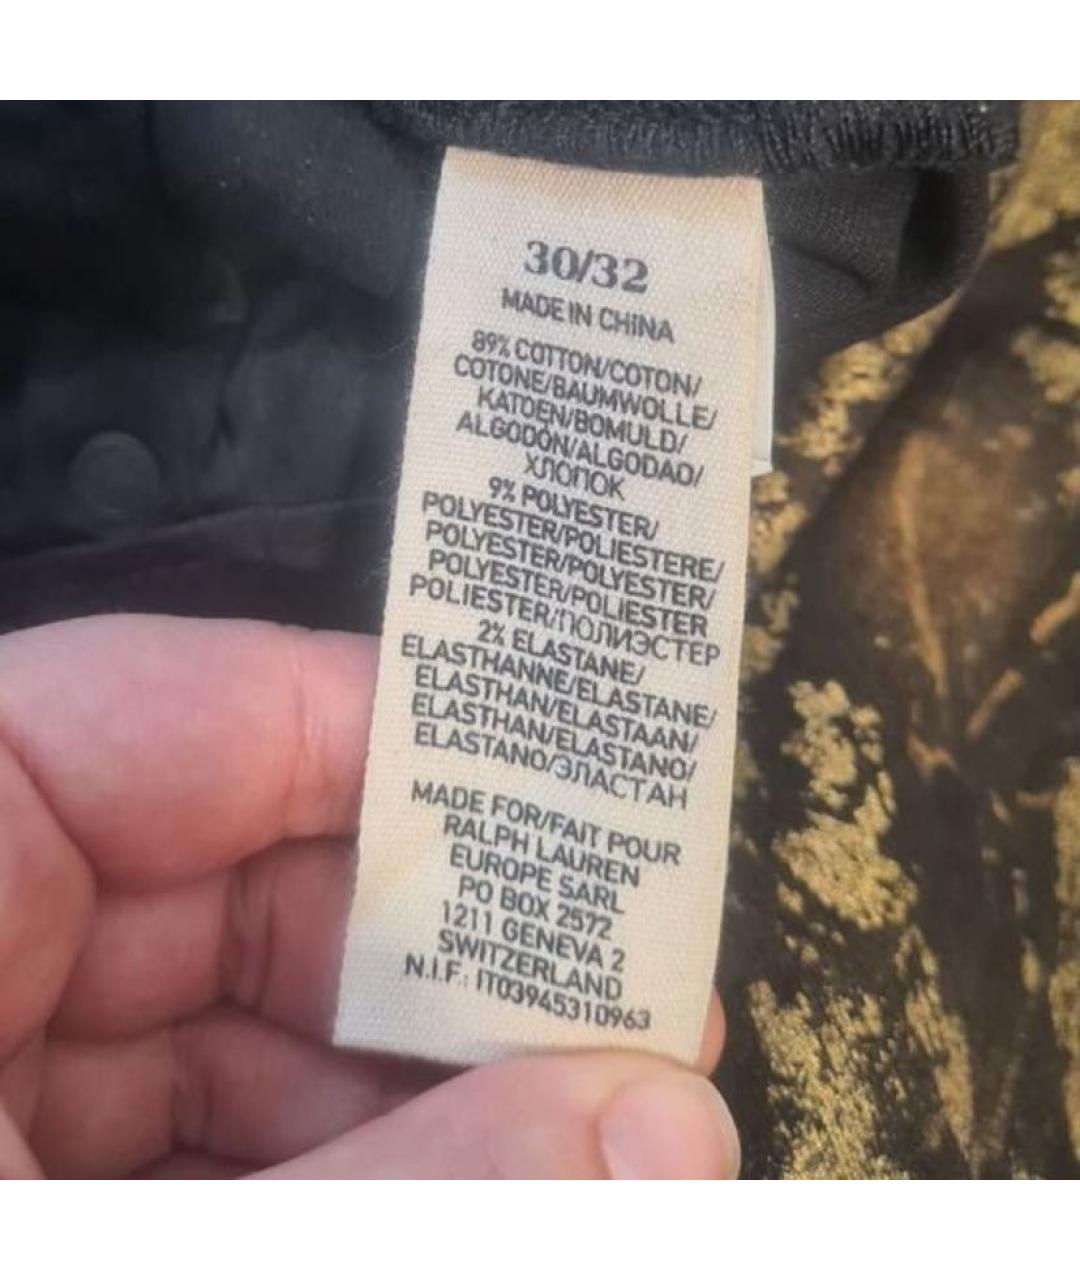 30/32
MADE IN CHINA
89% COTTON/COTON/
COTONE/BAUMWOLLE/
KATOEN/BOMULD/
ALGODÓN/ALGODAO/
ХЛОПОК
9% POLYESTER/
POLYESTER/POLIESTERE/
POLYESTER/POLYESTER/
POLYESTER/POLIESTER
POLIESTER/ПОЛИЭСТЕР
2% ELASTANE/
ELASTHANNE/ELASTANE/
ELASTHAN/ELASTAAN/
ELASTHAN/ELASTANO/
ELASTANO/ЭЛАСТАН
MADE FOR/FAIT POUR
RALPH LAUREN
EUROPE SARL
PO BOX 2572
1211 GENEVA 2
SWITZERLAND
N.I.F.: IT03945310963